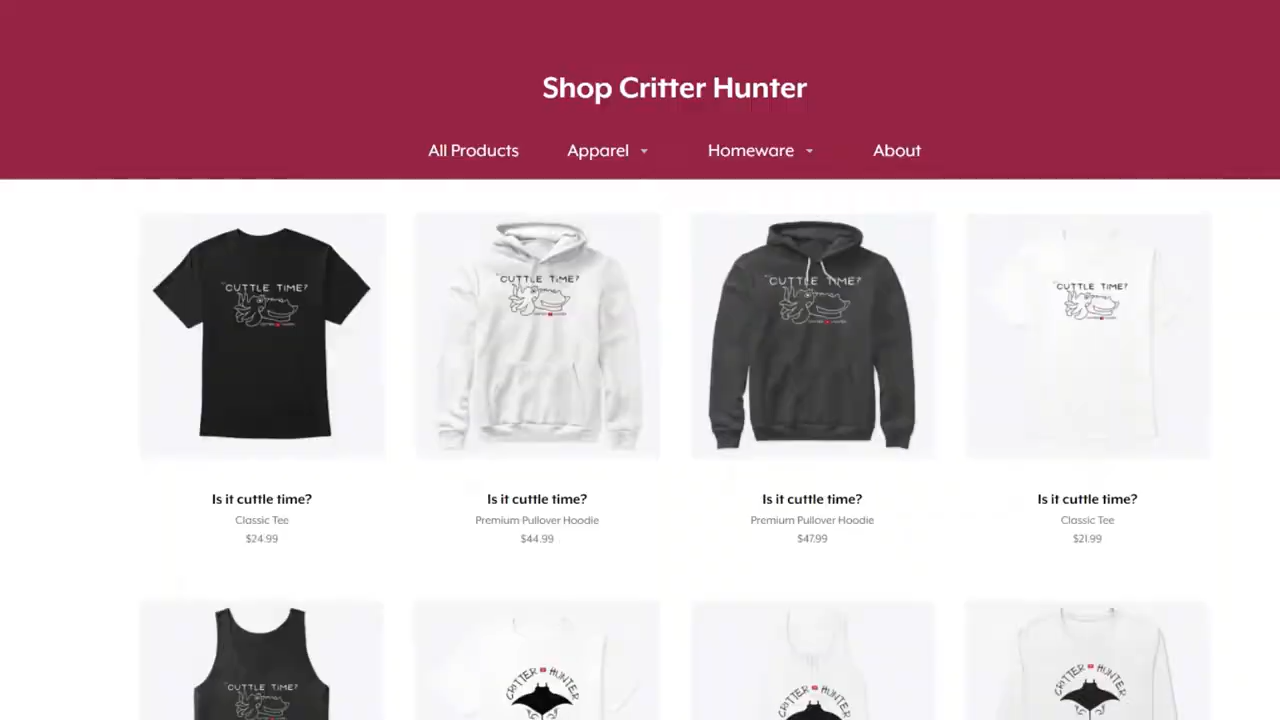 Shop Critter Hunter
All Products Apparel Homeware About
CUTTLE TIME?
CUTTLE TIME?
CUTTLE TIME?
CUTTLE TIME?
Is it cuttle time?
Classic Tee
$24.99
Is it cuttle time?
Premium Pullover Hoodie
$44.99
Is it cuttle time?
Premium Pullover Hoodie
$47.99
Is it cuttle time?
Classic Tee
$21.99
CUTTLE TIME?
CRITTER HUNTER
CRITTER HUNTER
CRITTER HUNTER